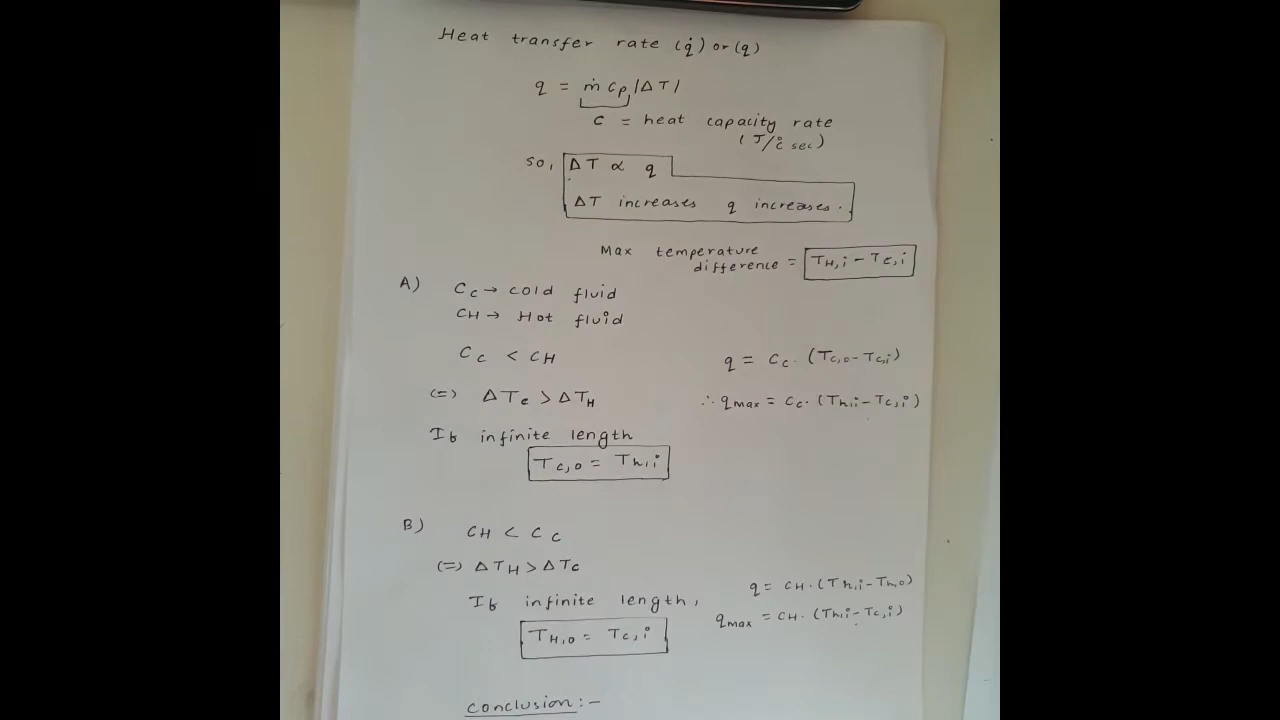 Heat transfer rate (q̇) or (q)
q = ṁ Cp |ΔT|
C = heat capacity rate
(J/°c sec)
so, ΔT ∝ q
ΔT increases q increases.
Max temperature
difference = TH,i - Tc,i
A) Cc → cold fluid
CH → Hot fluid
Cc < CH
q = Cc. (Tc,o - Tc,i)
(=) ΔTc > ΔTH
∴ qmax = Cc. (Th,i - Tc,i)
If infinite length
Tc,o = Th,i
B) CH < Cc
(=) ΔTH > ΔTc
q = CH. (Th,i - Th,o)
If infinite length,
qmax = CH. (Th,i - Tc,i)
TH,o = Tc,i
conclusion :-